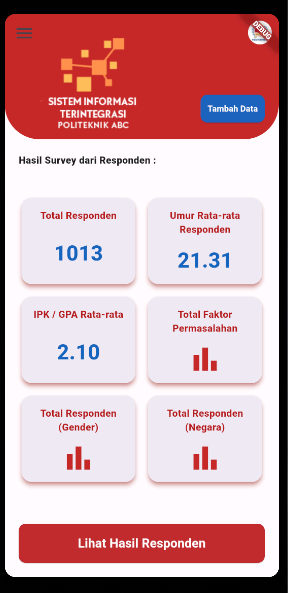 DEBUG
SISTEM INFORMASI
TERINTEGRASI
POLITEKNIK ABC
Tambah Data
Hasil Survey dari Responden :
Total Responden
1013
Umur Rata-rata
Responden
21.31
IPK / GPA Rata-rata
2.10
Total Faktor
Permasalahan
Total Responden
(Gender)
Total Responden
(Negara)
Lihat Hasil Responden